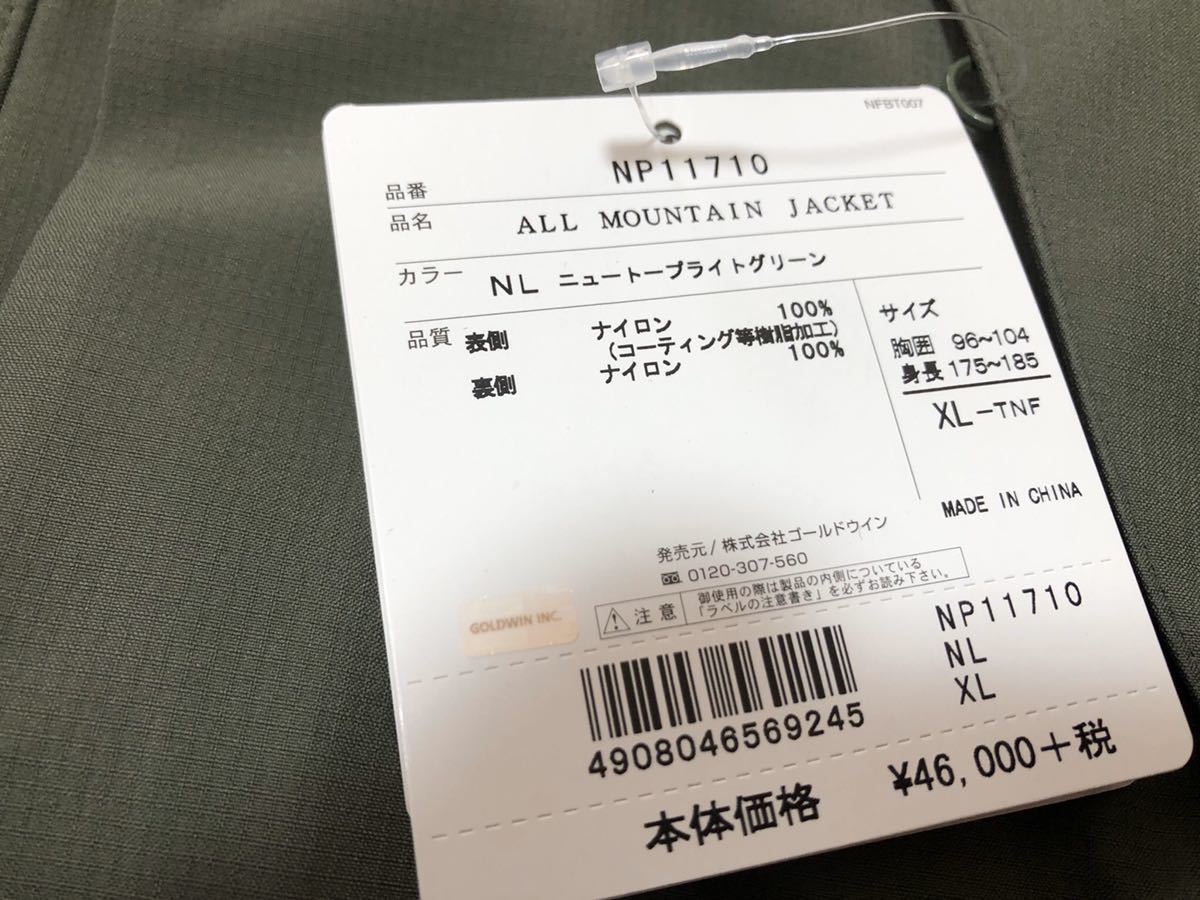 NFBT007
品番 NP11710
品名 ALL MOUNTAIN JACKET
カラー NL ニュートープライトグリーン
品質 表側 ナイロン 100%
(コーティング等樹脂加工)
裏側 ナイロン 100%
サイズ
胸囲 96~104
身長 175~185
XL-TNF
MADE IN CHINA
発売元/株式会社ゴールドウイン
0120-307-560
注意 御使用の際は製品の内側についている
「ラベルの注意書き」を必ずお読み下さい。
GOLDWIN INC.
NP11710
NL
XL
4908046569245
本体価格 ¥46,000+税